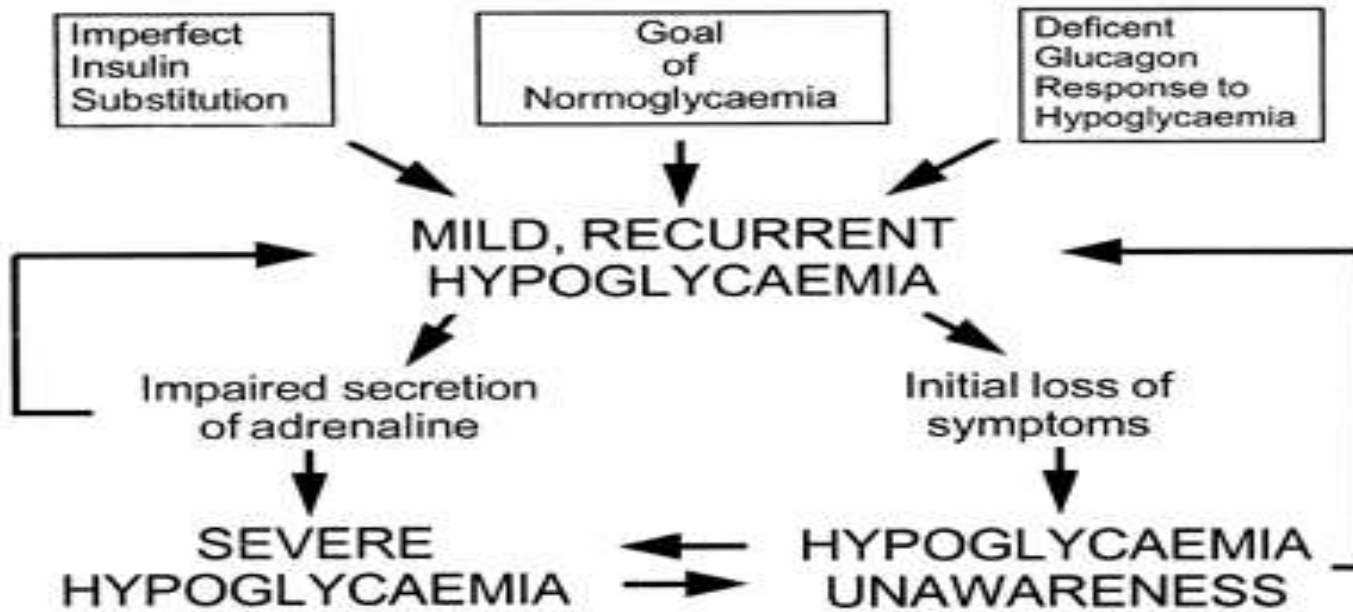 Imperfect
Insulin
Substitution
Goal
of
Normoglycaemia
Deficent
Glucagon
Response to
Hypoglycaemia
MILD, RECURRENT
HYPOGLYCAEMIA
Impaired secretion
of adrenaline
Initial loss of
symptoms
SEVERE
HYPOGLYCAEMIA
HYPOGLYCAEMIA
UNAWARENESS